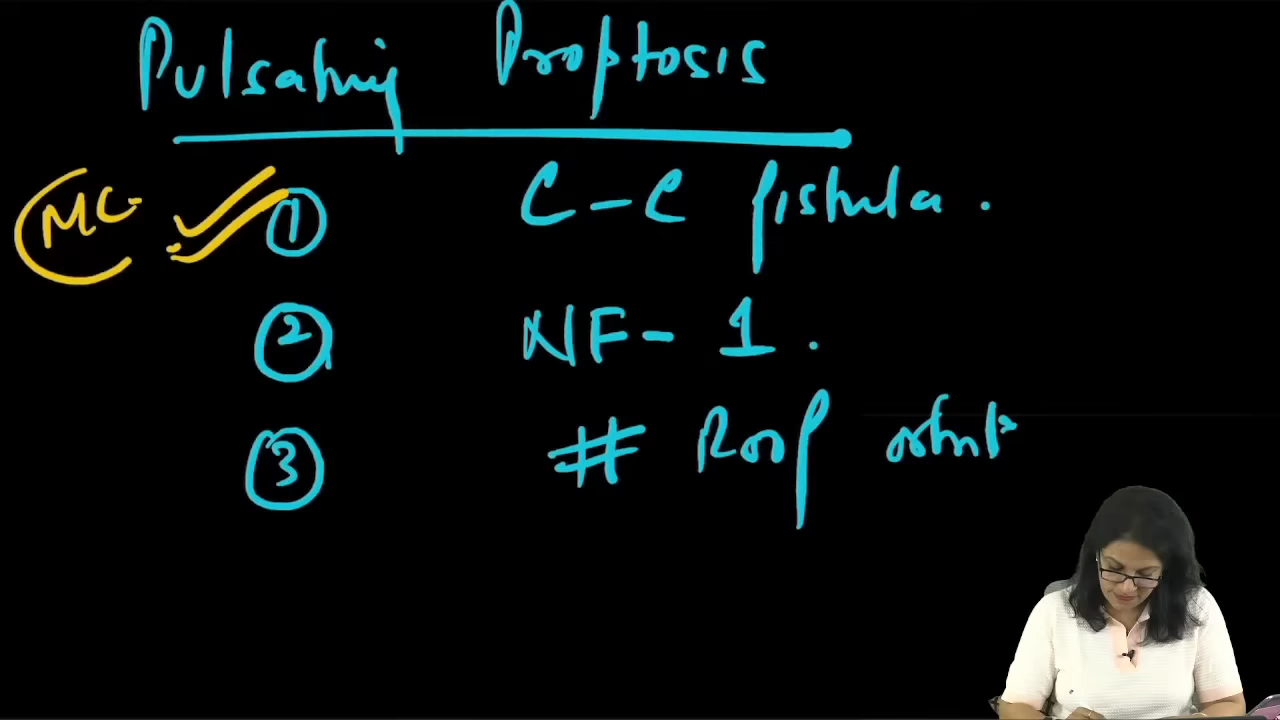 Pulsating Proptosis
MC ① C-C fistula.
② NF-1.
③ # Roof orbit